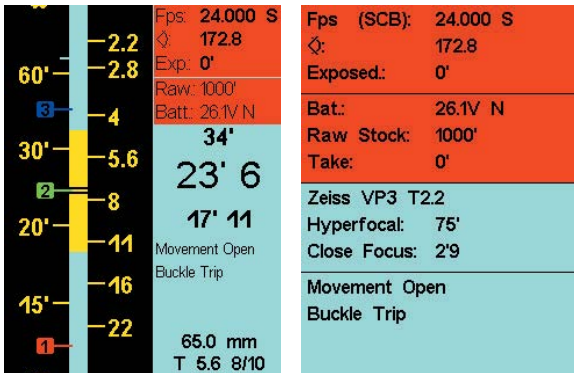 2.2
60'
2.8
3
4
30'
5.6
2
8
20'
11
16
15'
22
1
Fps: 24.000 S
172.8
Exp: 0'
Raw: 1000'
Batt: 26.1V N
34'
23' 6
17' 11
Movement Open
Buckle Trip
65.0 mm
T 5.6 8/10
Fps (SCB): 24.000 S
: 172.8
Exposed.: 0'
Bat.: 26.1V N
Raw Stock: 1000'
Take: 0'
Zeiss VP3 T2.2
Hyperfocal: 75'
Close Focus: 2'9
Movement Open
Buckle Trip